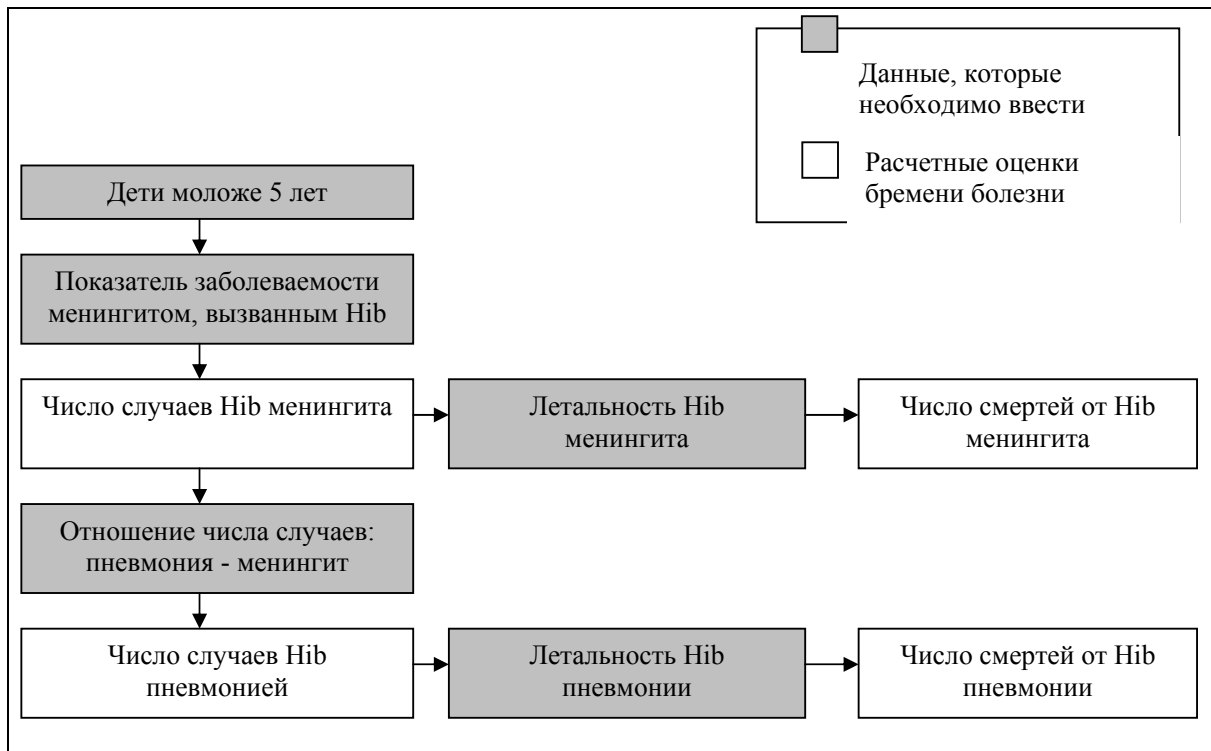 Данные, которые
необходимо ввести
Расчетные оценки
бремени болезни
Дети моложе 5 лет
Показатель заболеваемости
менингитом, вызванным Hib
Число случаев Hib менингита
Летальность Hib
менингита
Число смертей от Hib
менингита
Отношение числа случаев:
пневмония - менингит
Число случаев Hib
пневмонией
Летальность Hib
пневмонии
Число смертей от Hib
пневмонии